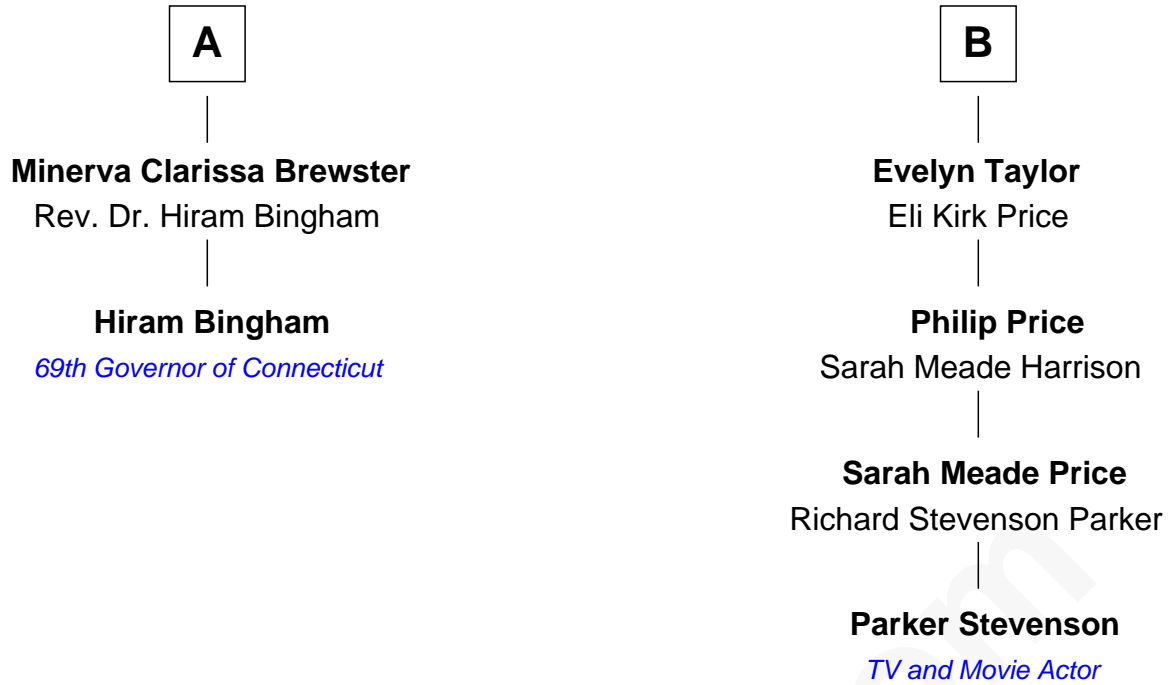 A
Minerva Clarissa Brewster
Rev. Dr. Hiram Bingham
Hiram Bingham
69th Governor of Connecticut
B
Evelyn Taylor
Eli Kirk Price
Philip Price
Sarah Meade Harrison
Sarah Meade Price
Richard Stevenson Parker
Parker Stevenson
TV and Movie Actor
om